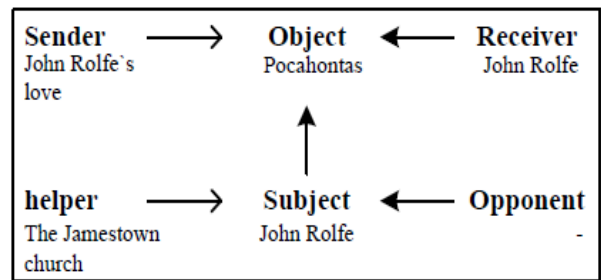 Sender Object Receiver
John Rolfe`s Pocahontas John Rolfe
love
helper Subject Opponent
The Jamestown John Rolfe -
church